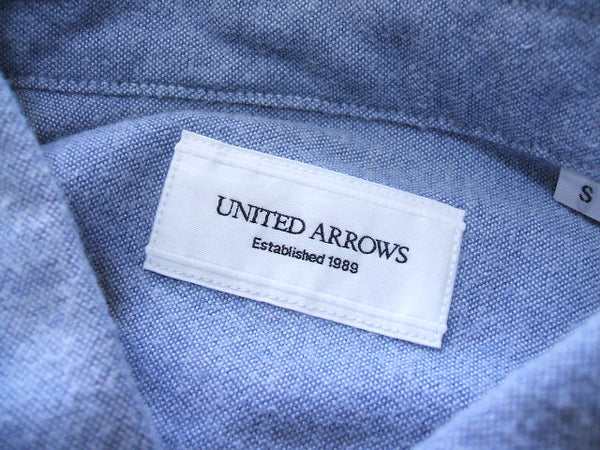 UNITED ARROWS
Established 1989
S